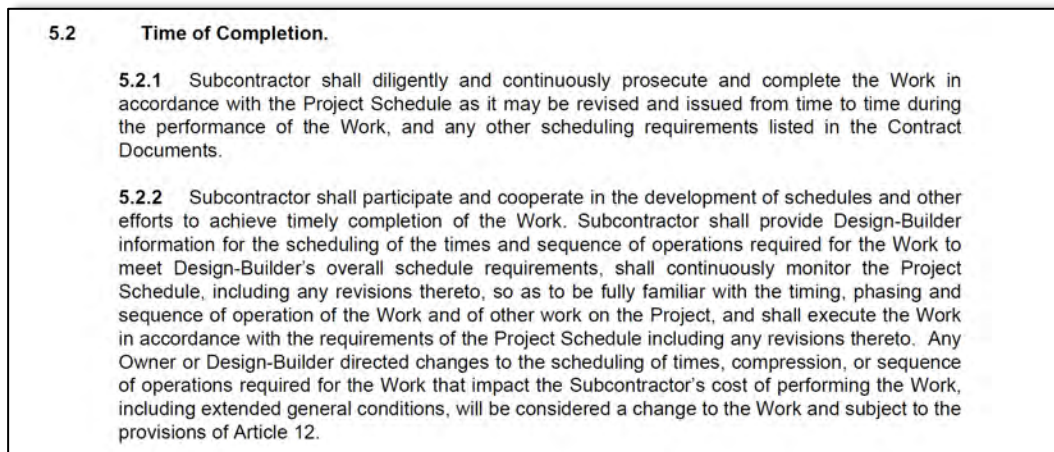 5.2 Time of Completion.
5.2.1 Subcontractor shall diligently and continuously prosecute and complete the Work in
accordance with the Project Schedule as it may be revised and issued from time to time during
the performance of the Work, and any other scheduling requirements listed in the Contract
Documents.
5.2.2 Subcontractor shall participate and cooperate in the development of schedules and other
efforts to achieve timely completion of the Work. Subcontractor shall provide Design-Builder
information for the scheduling of the times and sequence of operations required for the Work to
meet Design-Builder's overall schedule requirements, shall continuously monitor the Project
Schedule, including any revisions thereto, so as to be fully familiar with the timing, phasing and
sequence of operation of the Work and of other work on the Project, and shall execute the Work
in accordance with the requirements of the Project Schedule including any revisions thereto. Any
Owner or Design-Builder directed changes to the scheduling of times, compression, or sequence
of operations required for the Work that impact the Subcontractor's cost of performing the Work,
including extended general conditions, will be considered a change to the Work and subject to the
provisions of Article 12.